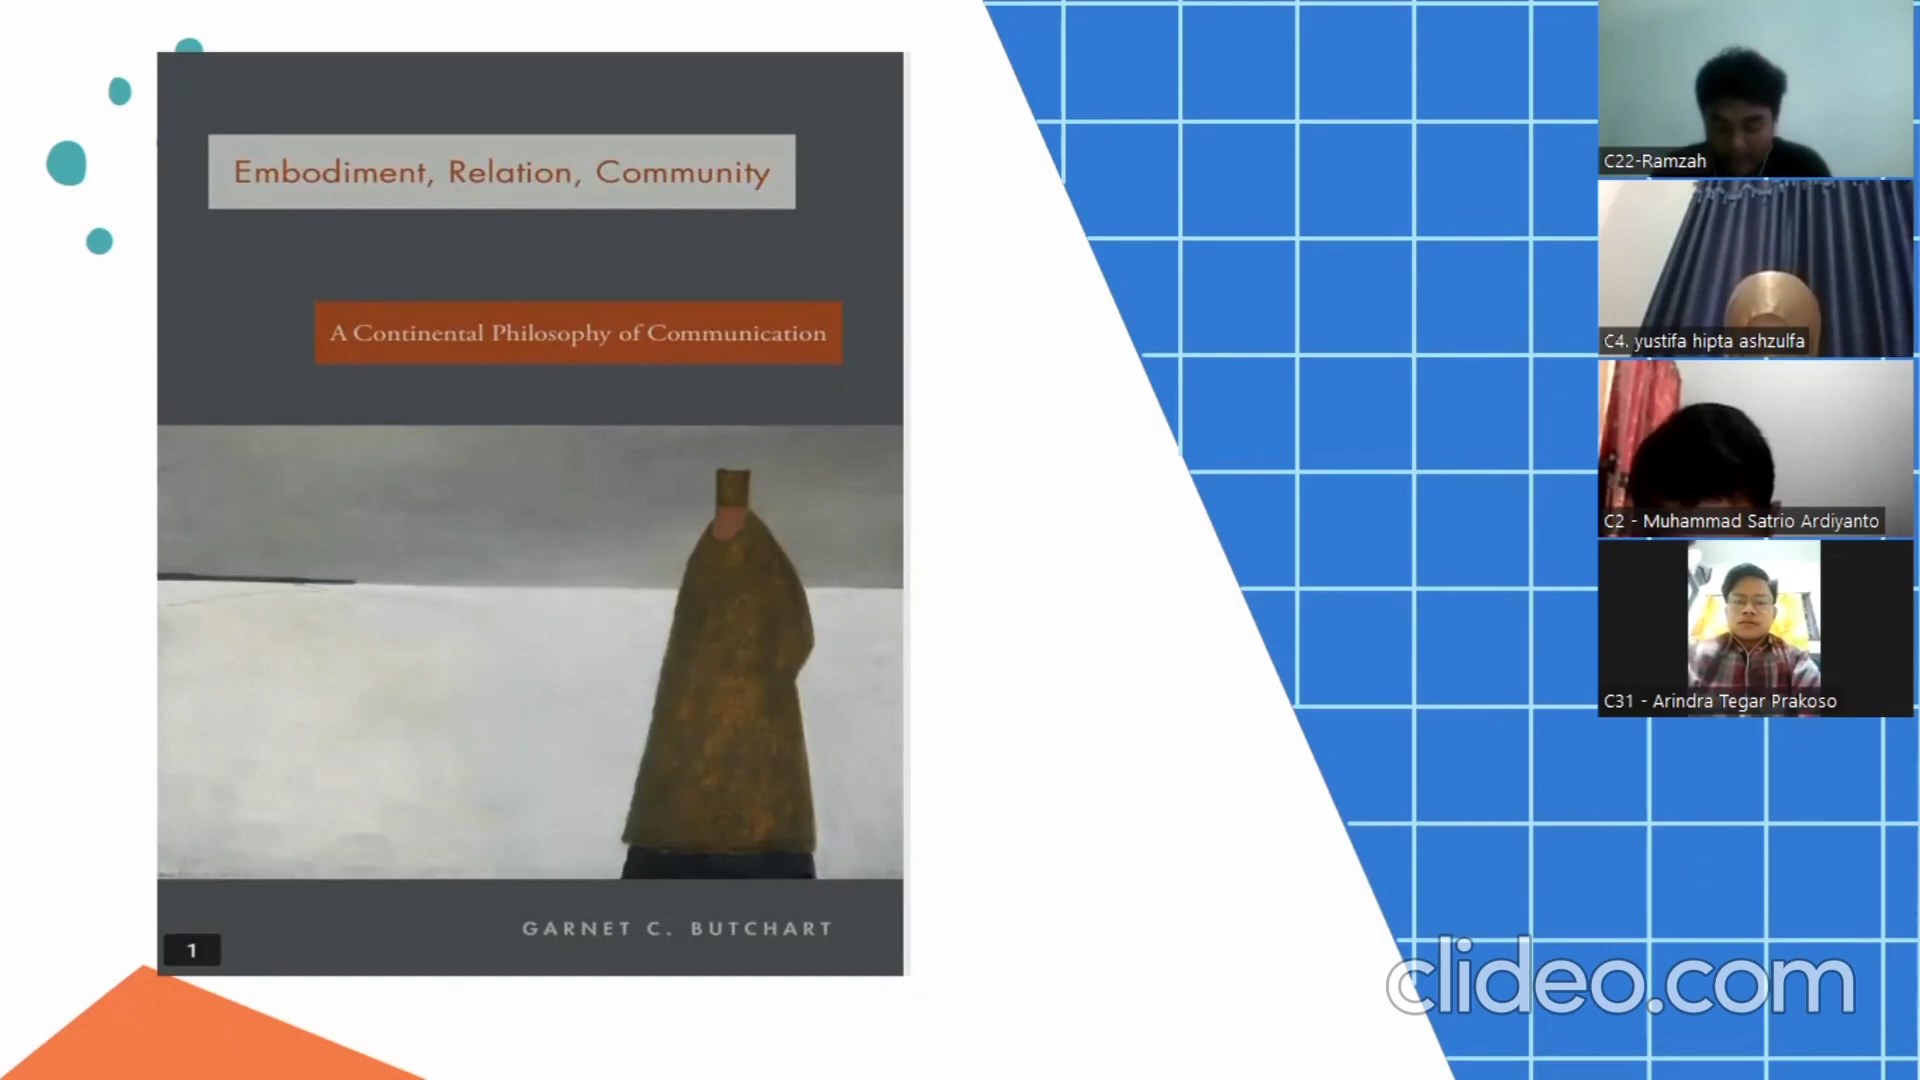 Embodiment, Relation, Community
A Continental Philosophy of Communication
GARNET C. BUTCHART
1
C22-Ramzah
C4. yustifa hipta ashzulfa
C2 - Muhammad Satrio Ardiyanto
C31 - Arindra Tegar Prakoso
clideo.com